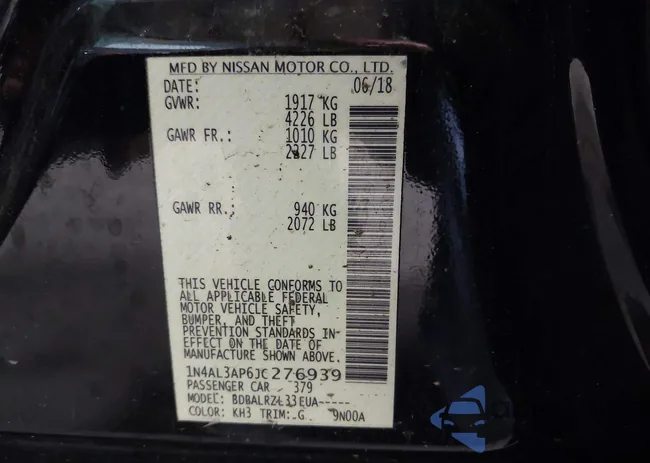 MFD BY NISSAN MOTOR CO., LTD.
DATE: 06/18
GVWR: 1917 KG
4226 LB
GAWR FR.: 1010 KG
2227 LB
GAWR RR.: 940 KG
2072 LB
THIS VEHICLE CONFORMS TO
ALL APPLICABLE FEDERAL
MOTOR VEHICLE SAFETY,
BUMPER, AND THEFT
PREVENTION STANDARDS IN-
EFFECT ON THE DATE OF
MANUFACTURE SHOWN ABOVE.
1N4AL3AP6JC276939
PASSENGER CAR 379
MODEL: BDBALRZL33EUA-----
COLOR: KH3 TRIM: G 9N00A